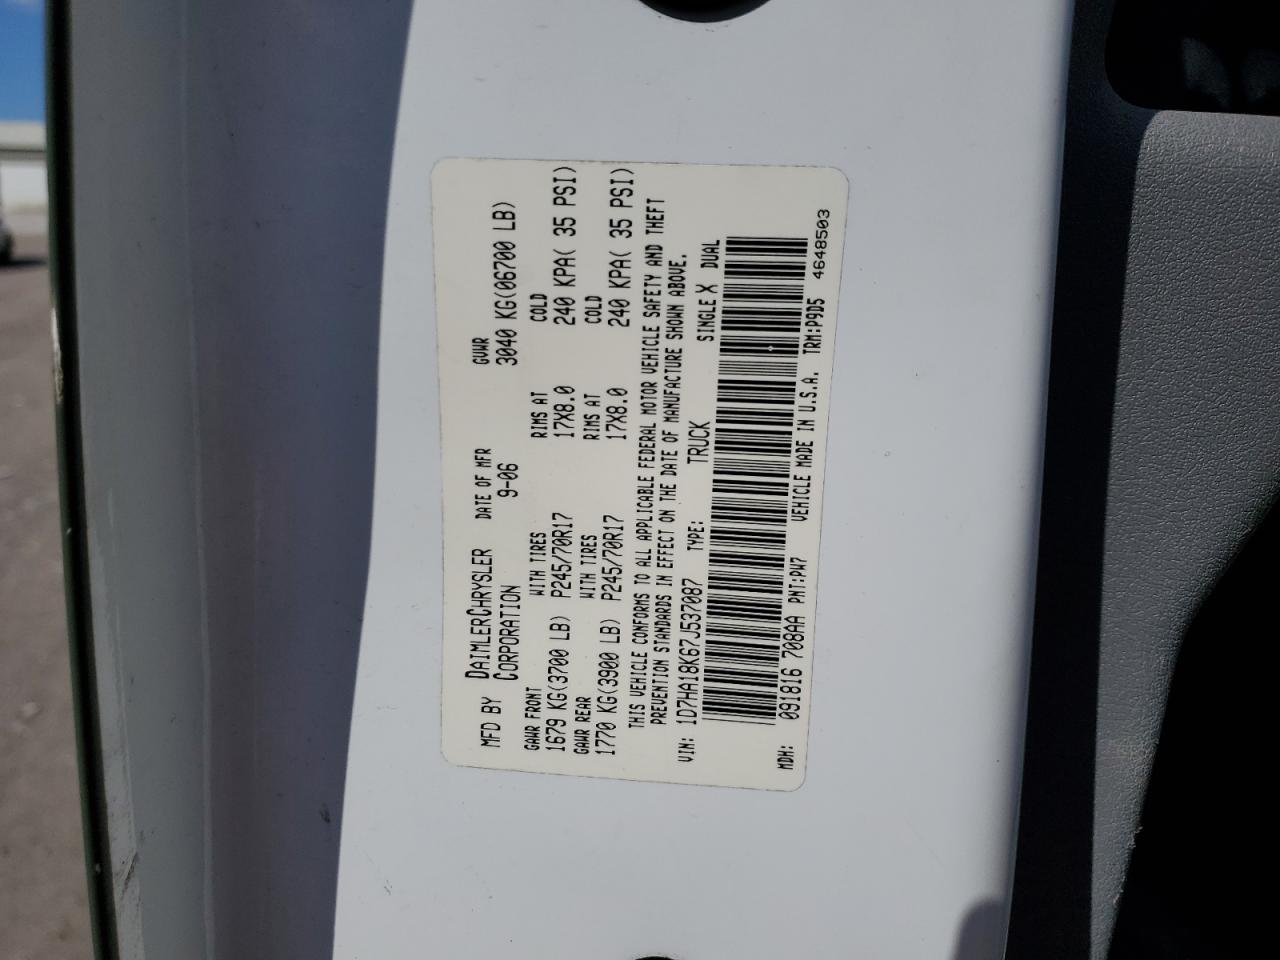 MFD BY DAIMLERCHRYSLER CORPORATION DATE OF MFR 9-06 GVWR 3040 KG(06700 LB)
GAWR FRONT WITH TIRES RIMS AT COLD
1679 KG(3700 LB) P245/70R17 17X8.0 240 KPA( 35 PSI)
GAWR REAR WITH TIRES RIMS AT COLD
1770 KG(3900 LB) P245/70R17 17X8.0 240 KPA( 35 PSI)
THIS VEHICLE CONFORMS TO ALL APPLICABLE FEDERAL MOTOR VEHICLE SAFETY AND THEFT
PREVENTION STANDARDS IN EFFECT ON THE DATE OF MANUFACTURE SHOWN ABOVE.
VIN: 1D7HA18K67J537087 TYPE: TRUCK SINGLE X DUAL
MDH: 091816 708AA PNT:PW7 VEHICLE MADE IN U.S.A. TRM:P9D5 4648503